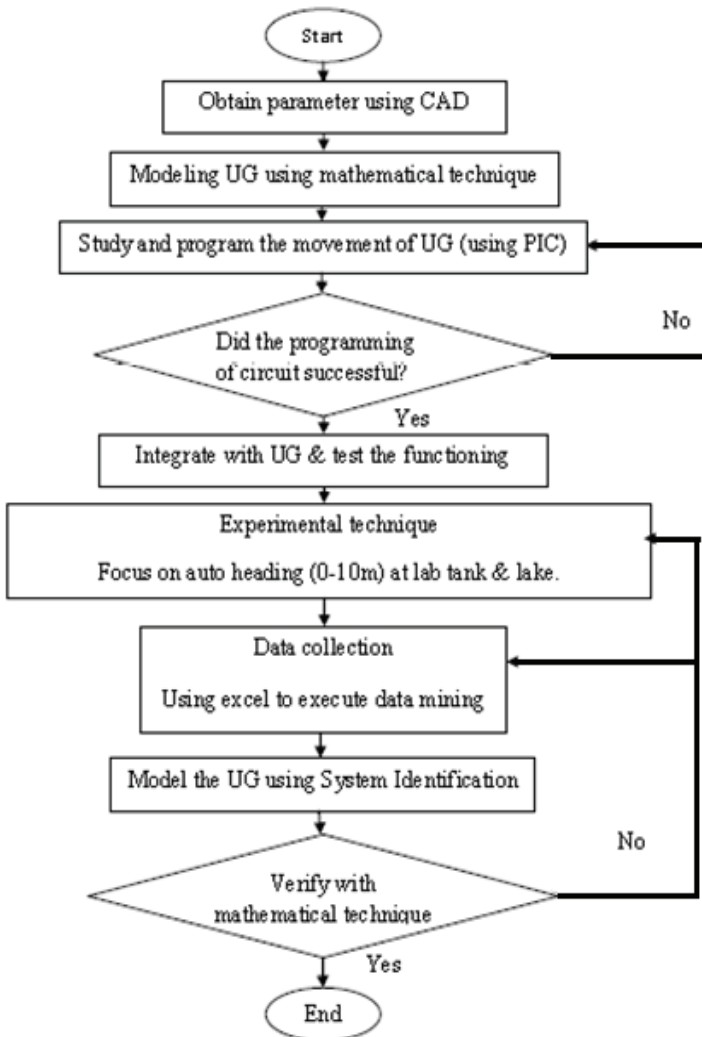 Start
Obtain parameter using CAD
Modeling UG using mathematical technique
Study and program the movement of UG (using PIC)
No
Did the programming
of circuit successful?
Yes
Integrate with UG & test the functioning
Experimental technique
Focus on auto heading (0-10m) at lab tank & lake.
Data collection
Using excel to execute data mining
Model the UG using System Identification
No
Verify with
mathematical technique
Yes
End